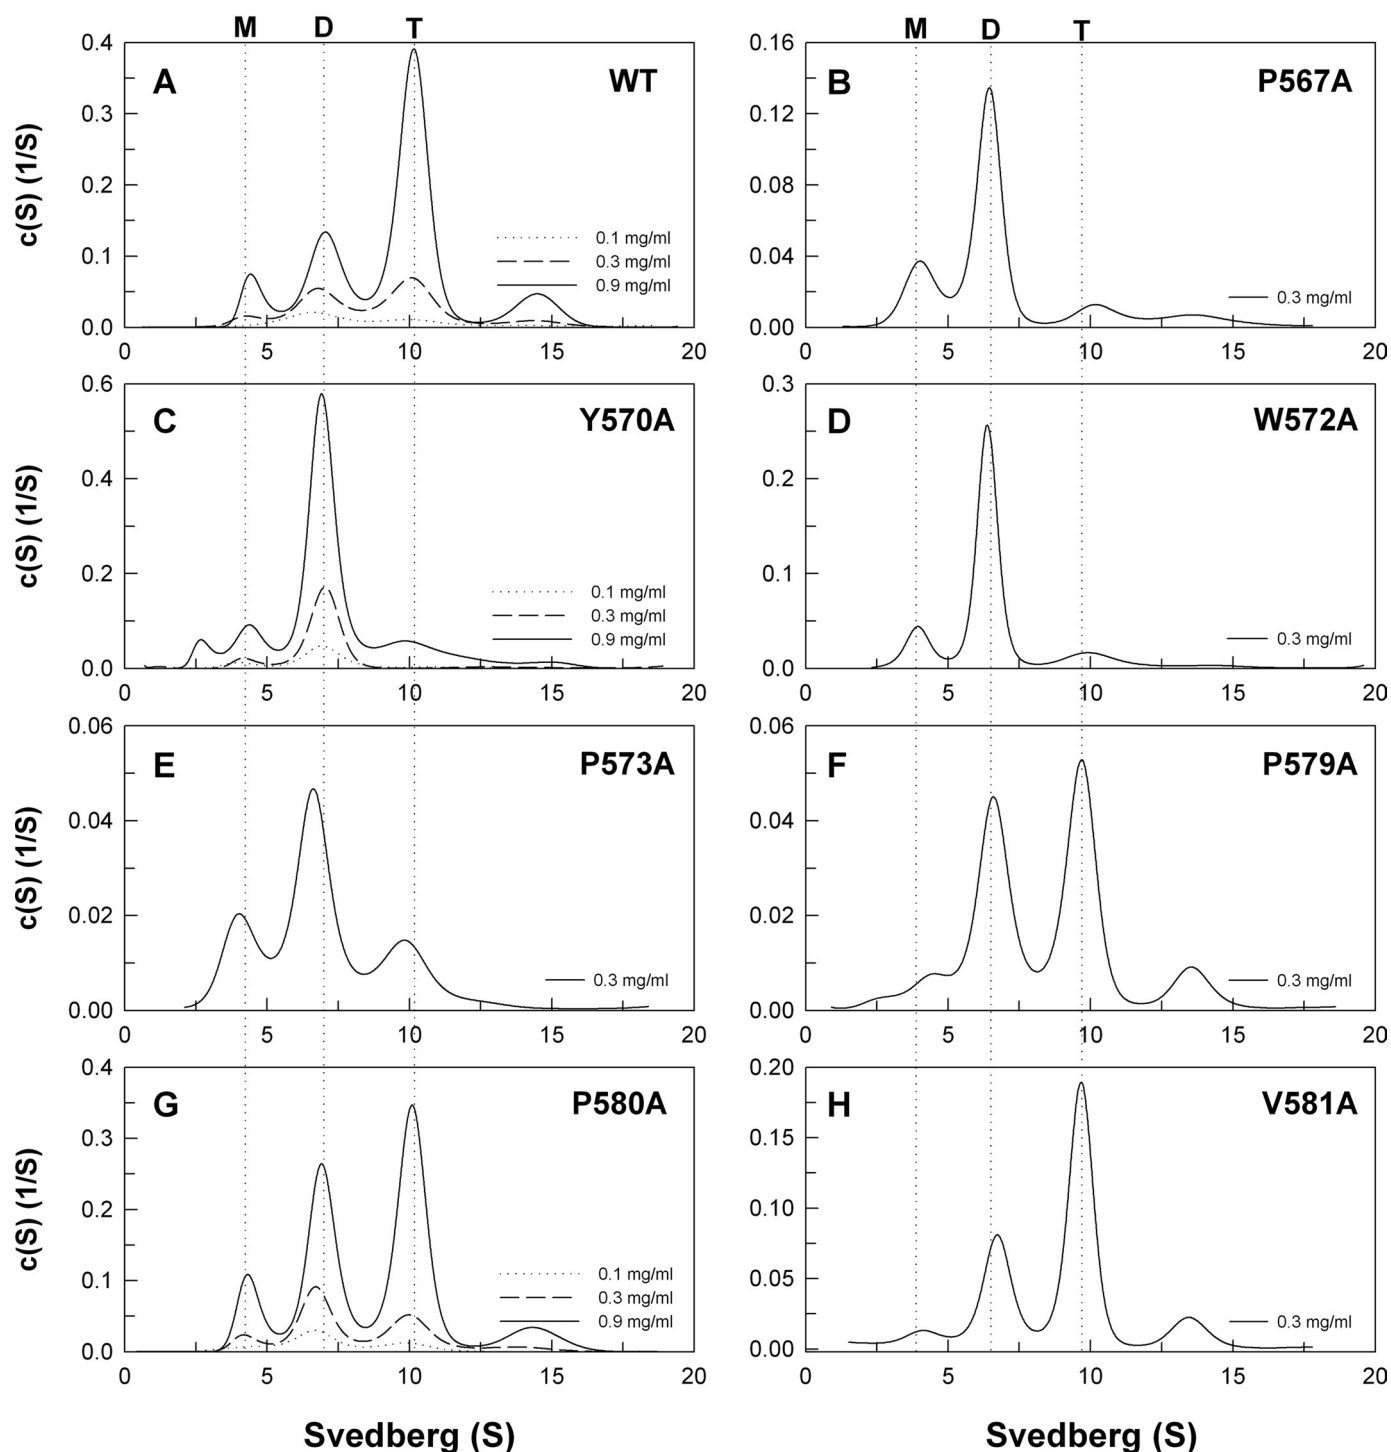 M D T
A WT
c(S) (1/S)
0.4
0.3
0.2
0.1
0.0
0.1 mg/ml
0.3 mg/ml
0.9 mg/ml
0 5 10 15 20
M D T
B P567A
0.16
0.12
0.08
0.04
0.00
0.3 mg/ml
0 5 10 15 20
C Y570A
c(S) (1/S)
0.6
0.4
0.2
0.0
0.1 mg/ml
0.3 mg/ml
0.9 mg/ml
0 5 10 15 20
D W572A
0.3
0.2
0.1
0.0
0.3 mg/ml
0 5 10 15 20
E P573A
c(S) (1/S)
0.06
0.04
0.02
0.00
0.3 mg/ml
0 5 10 15 20
F P579A
0.06
0.04
0.02
0.00
0.3 mg/ml
0 5 10 15 20
G P580A
c(S) (1/S)
0.4
0.3
0.2
0.1
0.0
0.1 mg/ml
0.3 mg/ml
0.9 mg/ml
0 5 10 15 20
Svedberg (S)
H V581A
0.20
0.15
0.10
0.05
0.00
0.3 mg/ml
0 5 10 15 20
Svedberg (S)